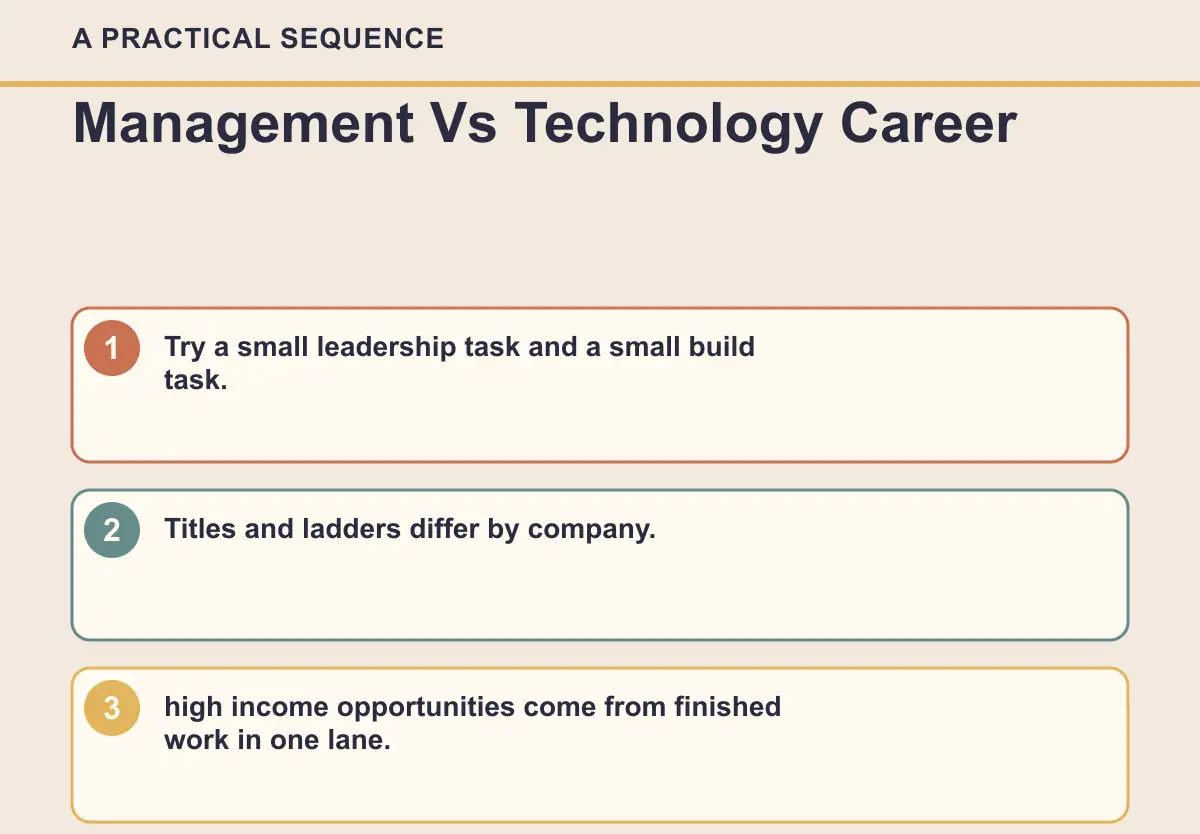 A PRACTICAL SEQUENCE
Management Vs Technology Career
1
Try a small leadership task and a small build
task.
2
Titles and ladders differ by company.
3
high income opportunities come from finished
work in one lane.